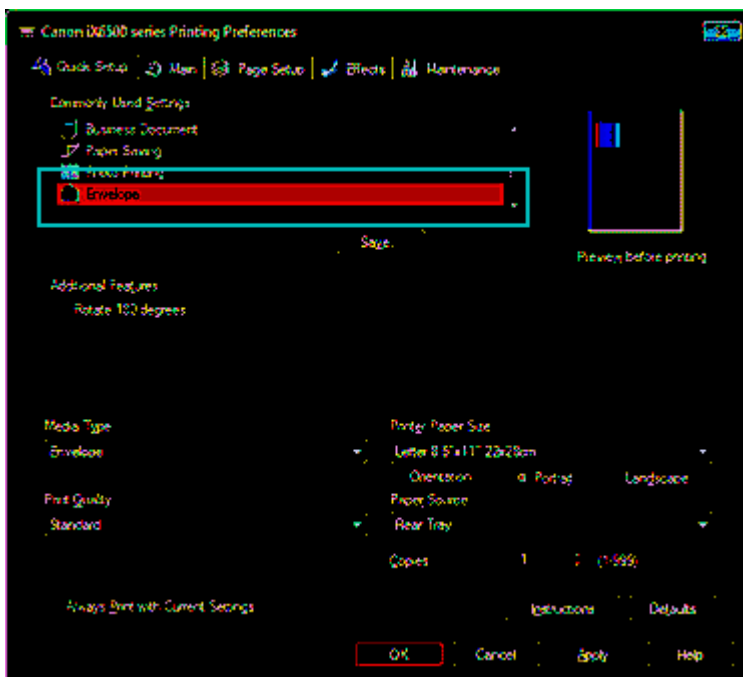 Canon iX6500 series Printing Preferences
Quick Setup Main Page Setup Effects Maintenance
Commonly Used Settings
Business Document
Paper Saving
Photo Printing
Envelope
Save...
Preview before printing
Additional Features
Rotate 180 degrees
Media Type
Envelope
Printer Paper Size
Letter 8.5"x11" 22x28cm
Orientation Portrait Landscape
Print Quality
Standard
Paper Source
Rear Tray
Copies 1 (1-999)
Always Print with Current Settings
Instructions Defaults
OK Cancel Apply Help